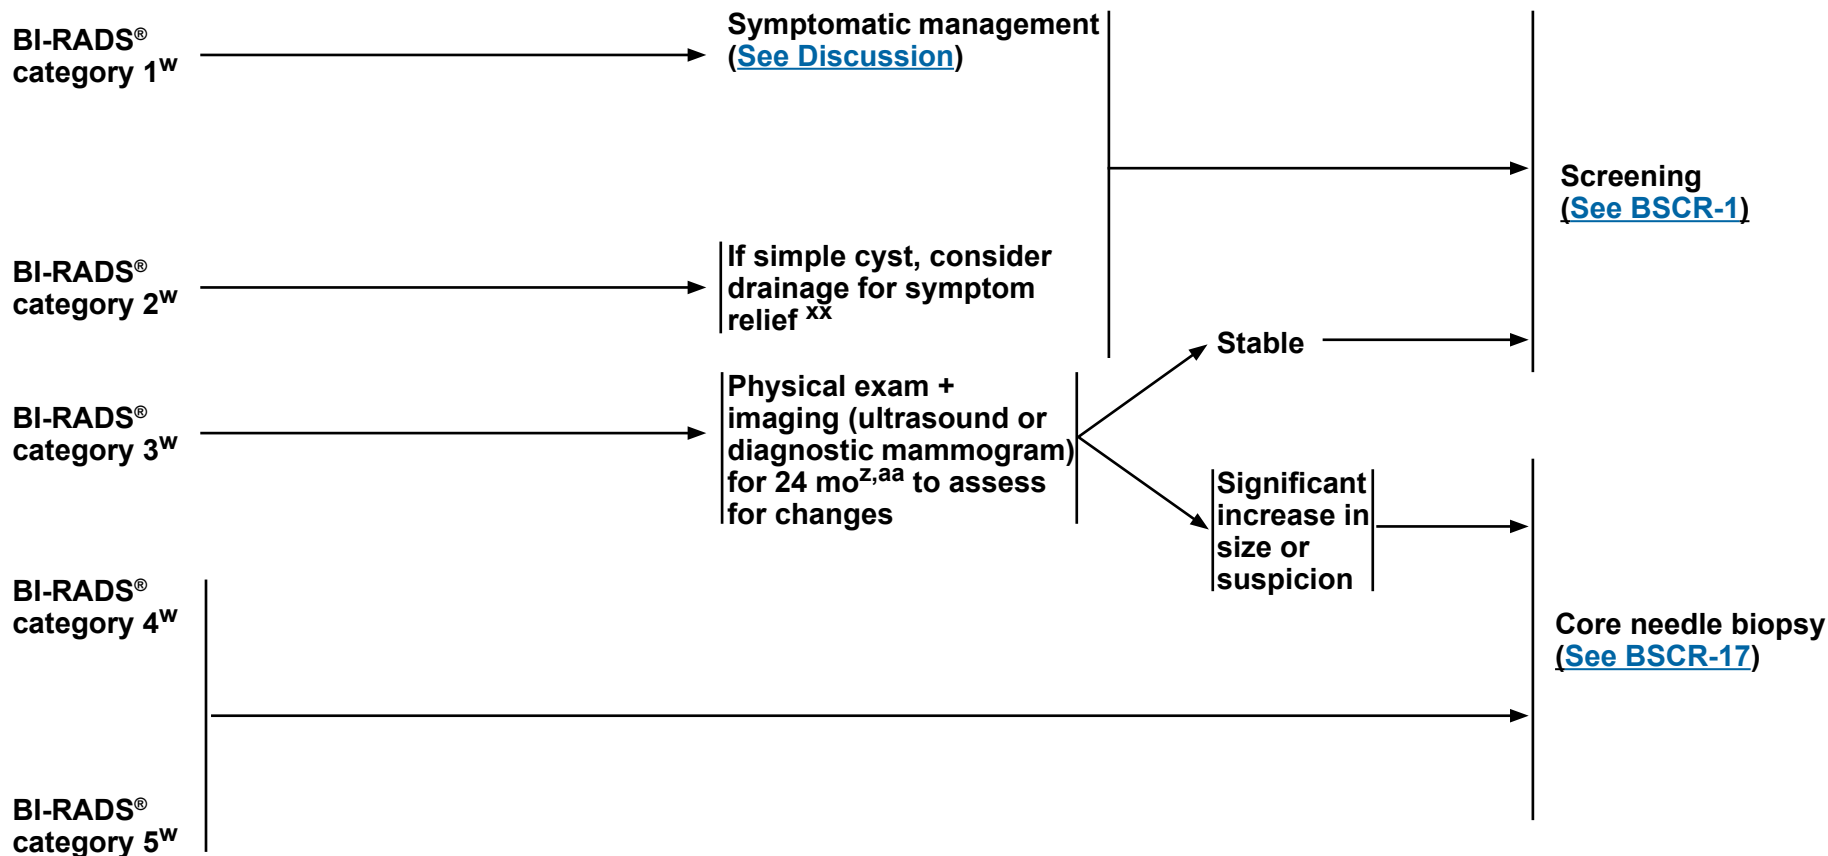 BI-RADS®
category 1ʷ
Symptomatic management
(See Discussion)
Screening
(See BSCR-1)
BI-RADS®
category 2ʷ
If simple cyst, consider
drainage for symptom
relief ˣˣ
Stable
BI-RADS®
category 3ʷ
Physical exam +
imaging (ultrasound or
diagnostic mammogram)
for 24 moᶻ,ᵃᵃ to assess
for changes
Significant
increase in
size or
suspicion
BI-RADS®
category 4ʷ
Core needle biopsy
(See BSCR-17)
BI-RADS®
category 5ʷ